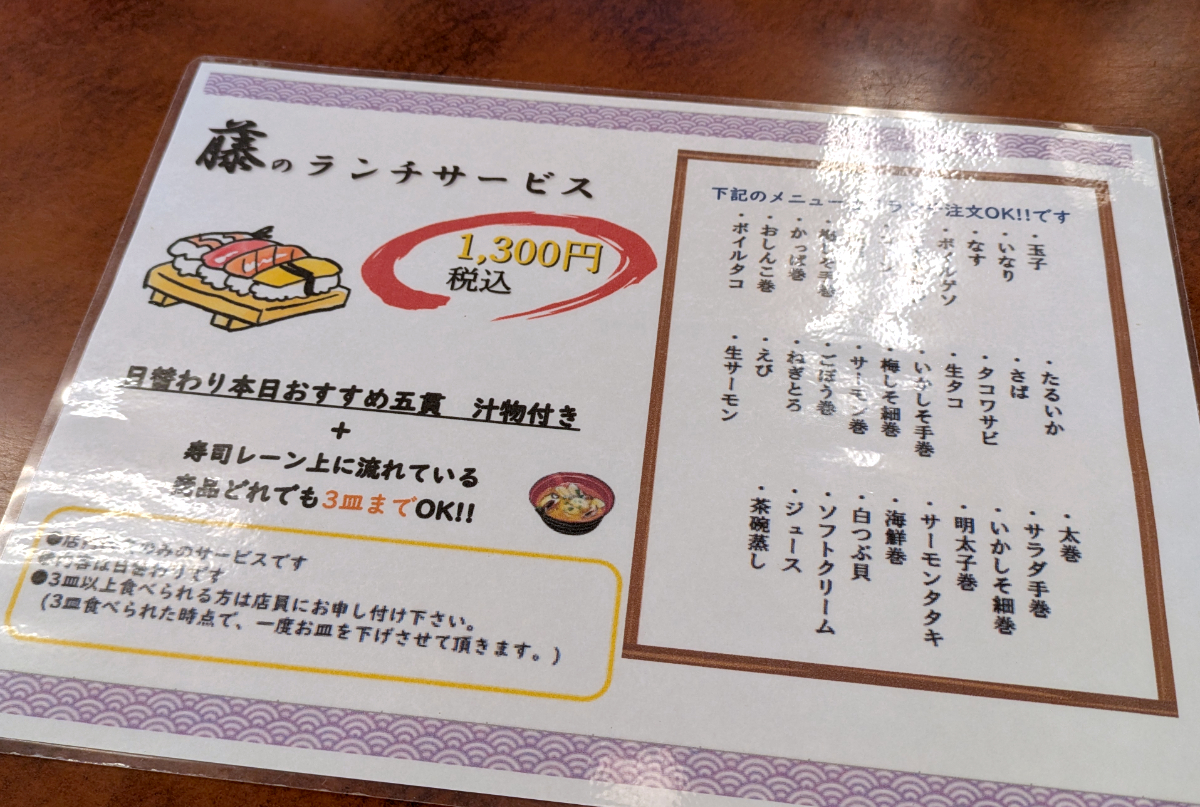 藤のランチサービス
1,300円
税込
日替わり本日おすすめ五貫 汁物付き
+
寿司レーン上に流れている
商品どれでも3皿までOK!!
のみのサービスです
内容は日替わりです
●3皿以上食べられる方は店員にお申し付け下さい。
(3皿食べられた時点で、一度お皿を下げさせて頂きます。)
下記のメニュー 注文OK!!です
・玉子
・いなり
・なす
・ボイルゲソ
・かっぱ巻
・おしんこ巻
・ボイルタコ
・たるいか
・さば
・タコワサビ
・生タコ
・いかしそ手巻
・梅しそ細巻
・サーモン巻
・ごぼう巻
・ねぎとろ
・えび
・生サーモン
・太巻
・サラダ手巻
・いかしそ細巻
・明太子巻
・サーモンタタキ
・海鮮巻
・白つぶ貝
・ソフトクリーム
・ジュース
・茶碗蒸し